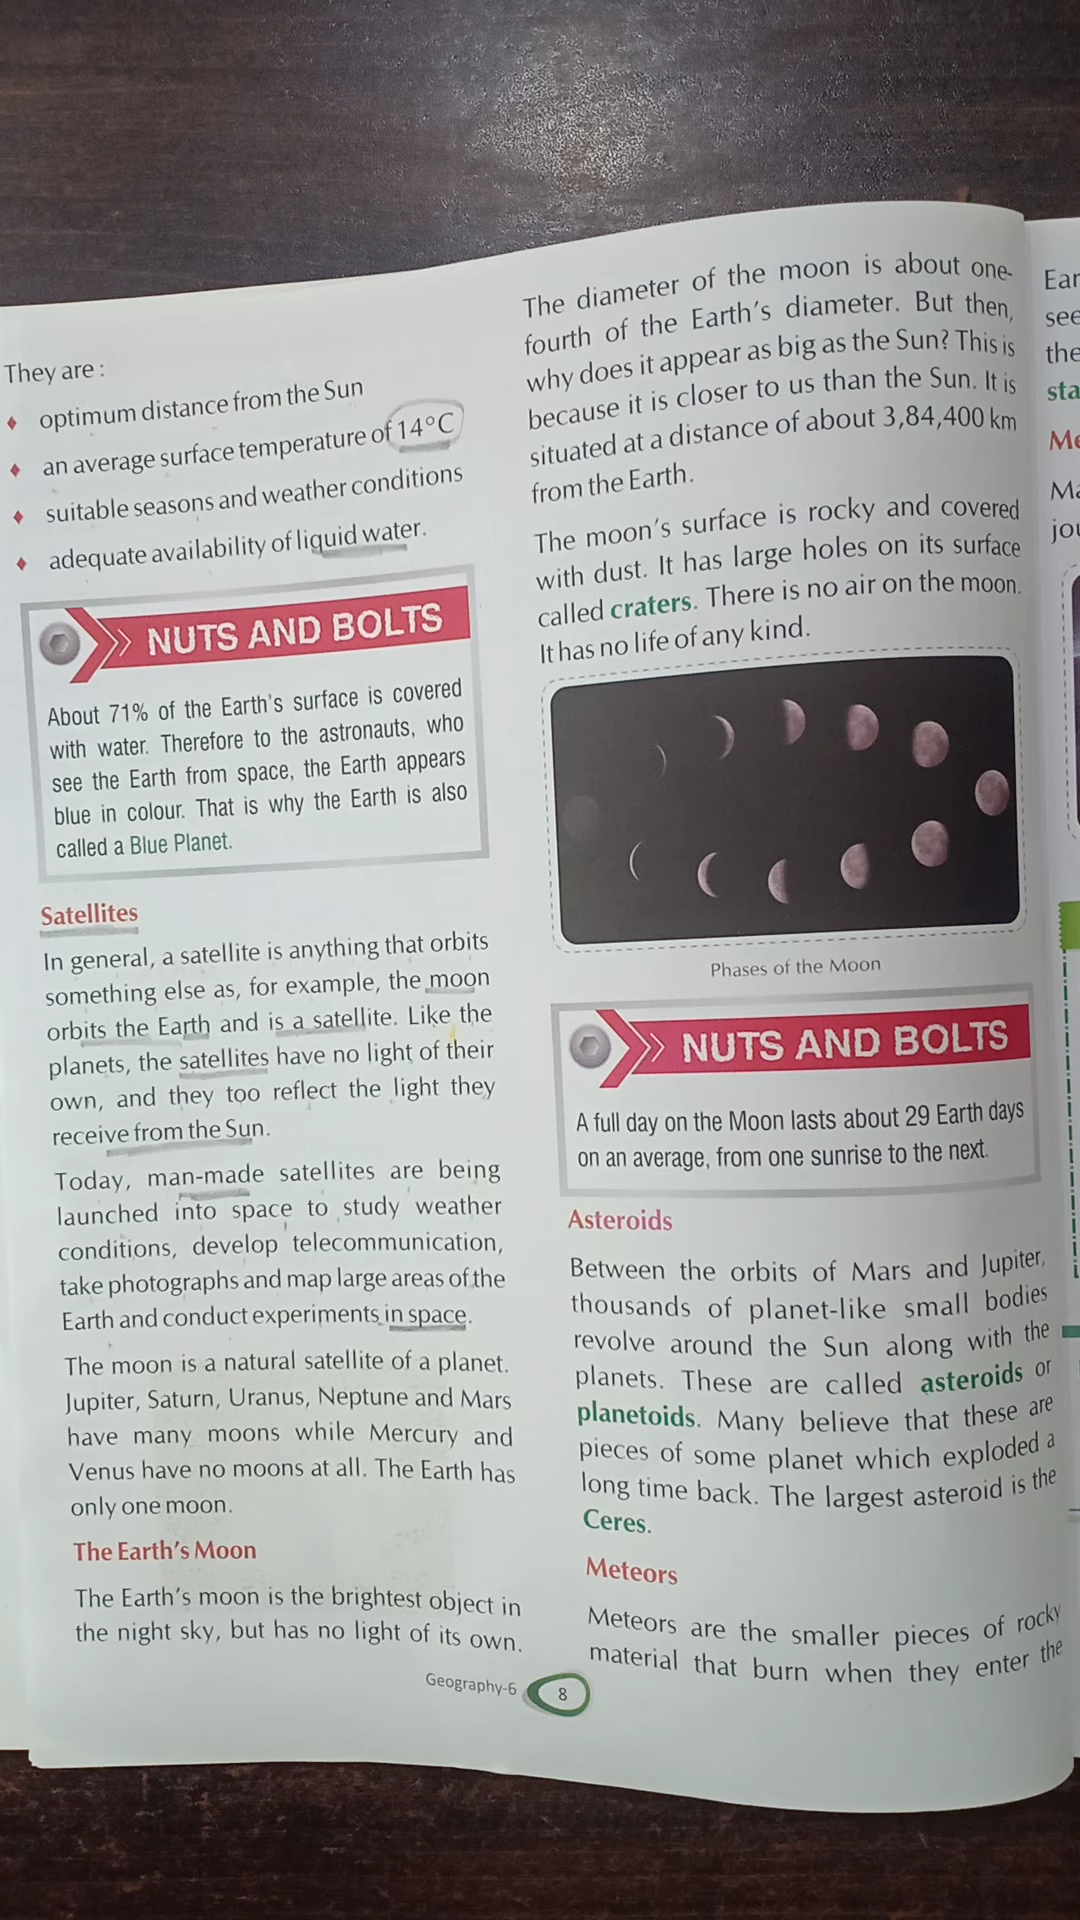 They are :
♦ optimum distance from the Sun
♦ an average surface temperature of 14°C
♦ suitable seasons and weather conditions
♦ adequate availability of liquid water.
NUTS AND BOLTS
About 71% of the Earth's surface is covered
with water. Therefore to the astronauts, who
see the Earth from space, the Earth appears
blue in colour. That is why the Earth is also
called a Blue Planet.
Satellites
In general, a satellite is anything that orbits
something else as, for example, the moon
orbits the Earth and is a satellite. Like the
planets, the satellites have no light of their
own, and they too reflect the light they
receive from the Sun.
Today, man-made satellites are being
launched into space to study weather
conditions, develop telecommunication,
take photographs and map large areas of the
Earth and conduct experiments in space.
The moon is a natural satellite of a planet.
Jupiter, Saturn, Uranus, Neptune and Mars
have many moons while Mercury and
Venus have no moons at all. The Earth has
only one moon.
The Earth's Moon
The Earth's moon is the brightest object in
the night sky, but has no light of its own.
The diameter of the moon is about one-
fourth of the Earth's diameter. But then,
why does it appear as big as the Sun? This is
because it is closer to us than the Sun. It is
situated at a distance of about 3,84,400 km
from the Earth.
The moon's surface is rocky and covered
with dust. It has large holes on its surface
called craters. There is no air on the moon.
It has no life of any kind.
Phases of the Moon
NUTS AND BOLTS
A full day on the Moon lasts about 29 Earth days
on an average, from one sunrise to the next.
Asteroids
Between the orbits of Mars and Jupiter,
thousands of planet-like small bodies
revolve around the Sun along with the
planets. These are called asteroids or
planetoids. Many believe that these are
pieces of some planet which exploded a
long time back. The largest asteroid is the
Ceres.
Meteors
Meteors are the smaller pieces of rocky
material that burn when they enter the
Geography-6
8
see
the